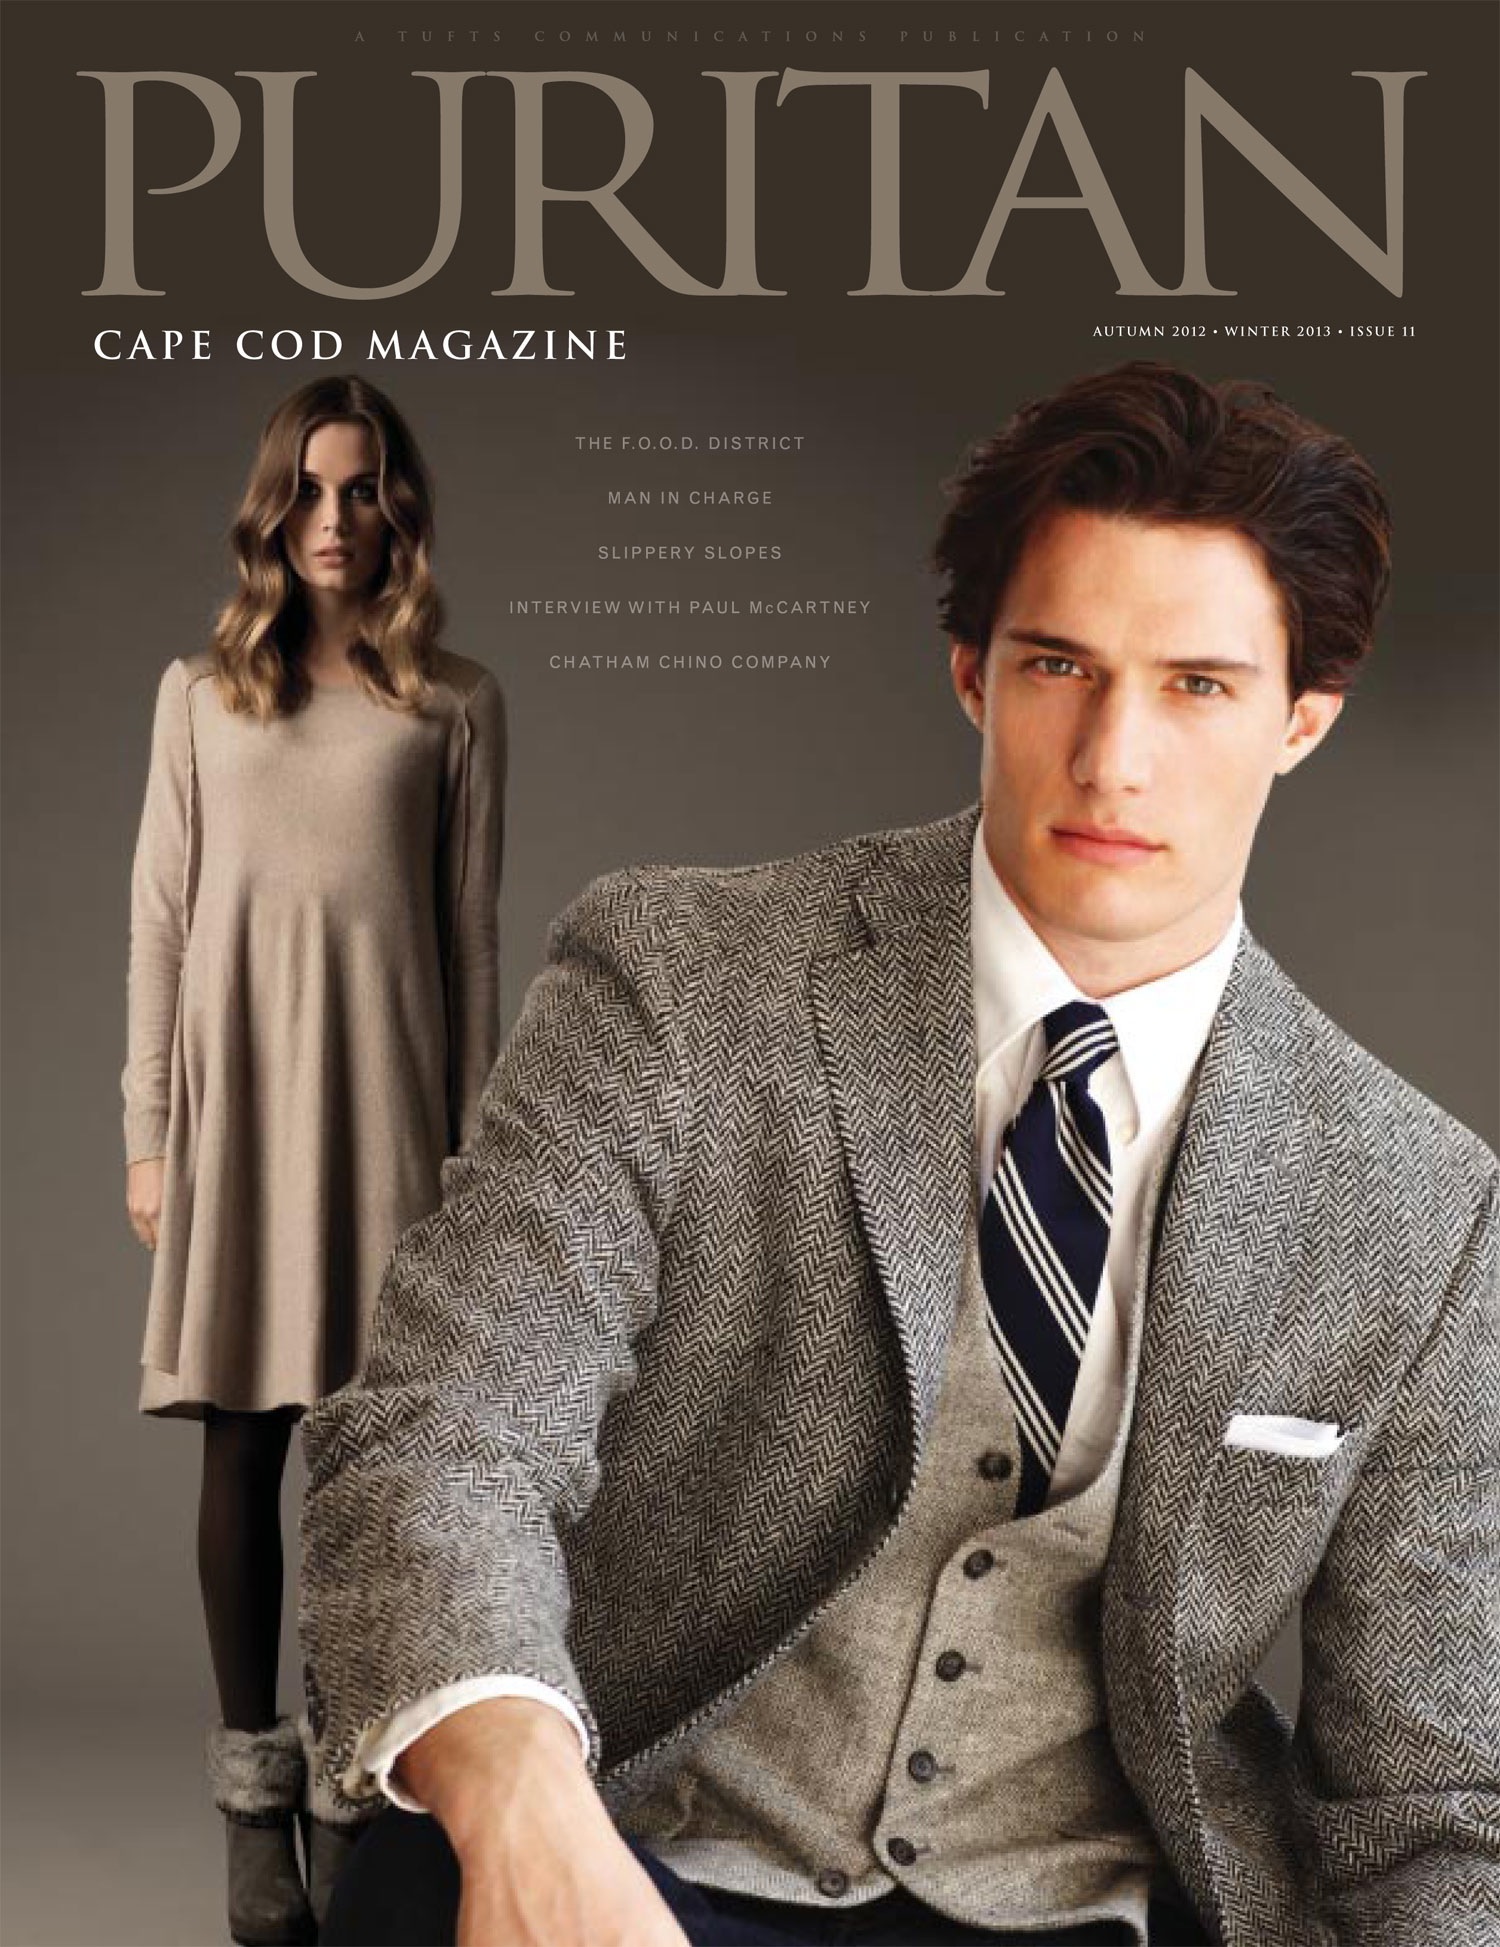 A TUFTS COMMUNICATIONS PUBLICATION
PURITAN
CAPE COD MAGAZINE
AUTUMN 2012 • WINTER 2013 • ISSUE 11
THE F.O.O.D. DISTRICT
MAN IN CHARGE
SLIPPERY SLOPES
INTERVIEW WITH PAUL McCARTNEY
CHATHAM CHINO COMPANY